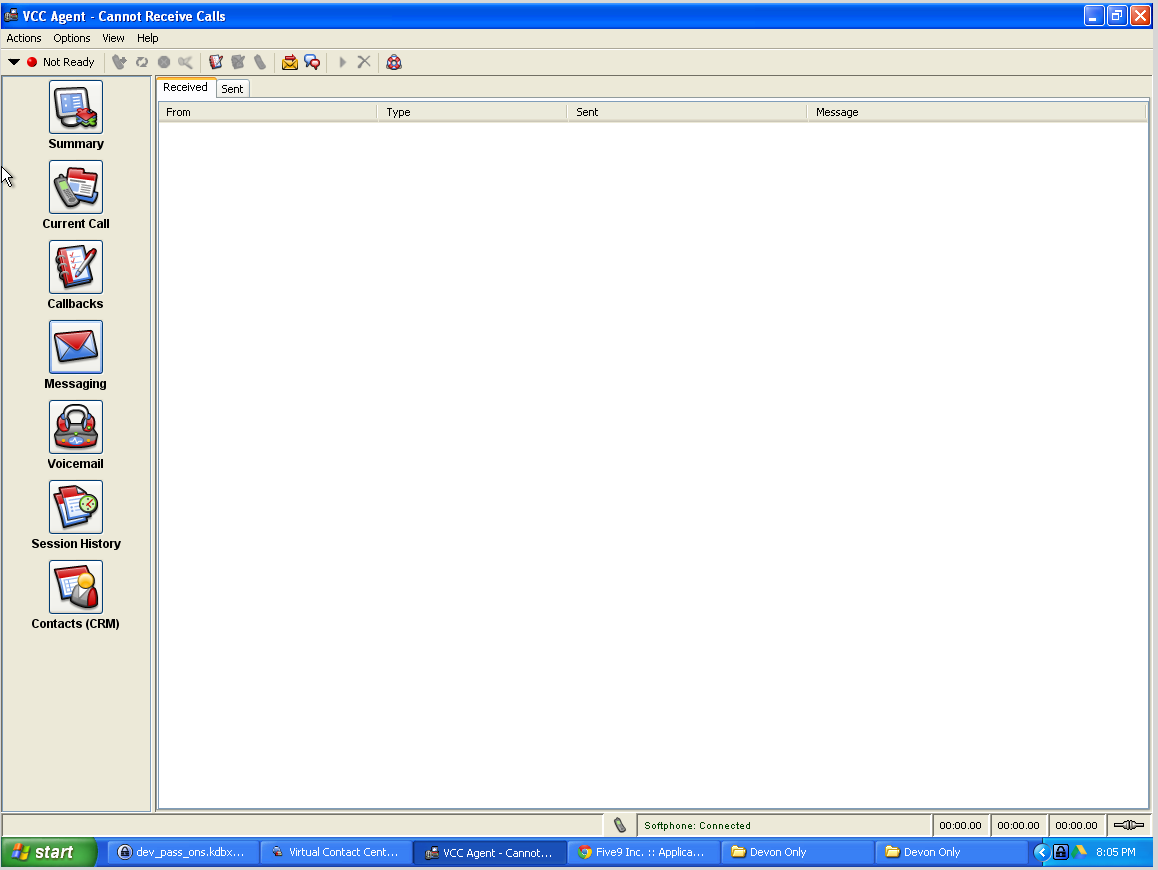 VCC Agent - Cannot Receive Calls
Actions Options View Help
Not Ready
Received Sent
From Type Sent Message
Summary
Current Call
Callbacks
Messaging
Voicemail
Session History
Contacts (CRM)
Softphone: Connected 00:00.00 00:00.00 00:00.00
start dev_pass_ons.kdbx... Virtual Contact Cent... VCC Agent - Cannot... Five9 Inc. :: Applica... Devon Only Devon Only 8:05 PM